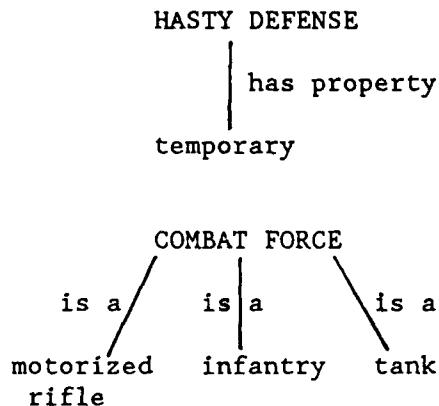 HASTY DEFENSE
has property
temporary
COMBAT FORCE
is a is a is a
motorized infantry tank
rifle